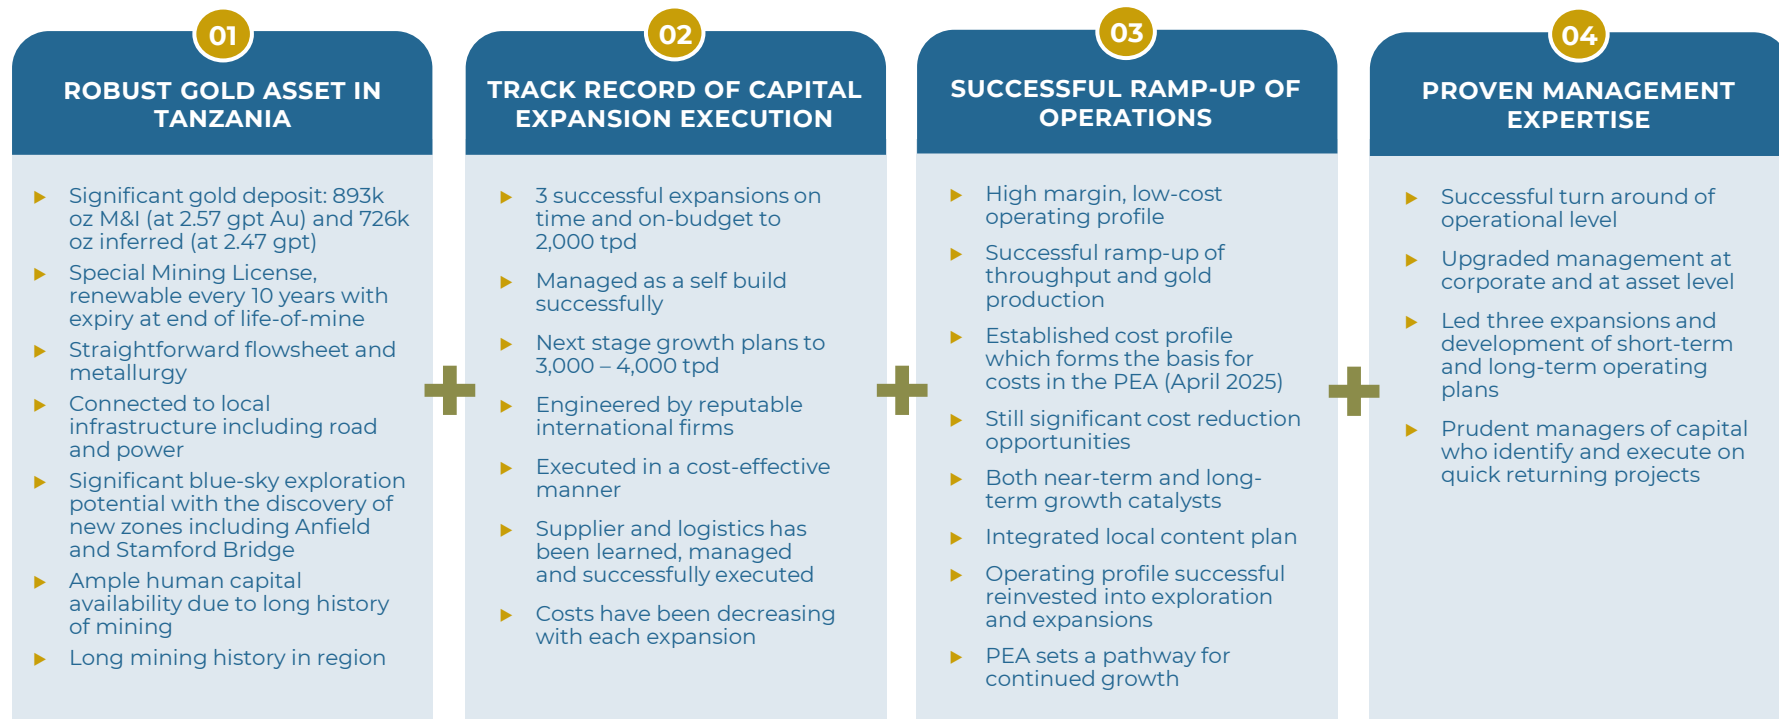 01
ROBUST GOLD ASSET IN
TANZANIA
Significant gold deposit: 893k
oz M&I (at 2.57 gpt Au) and 726k
oz inferred (at 2.47 gpt)
Special Mining License,
renewable every 10 years with
expiry at end of life-of-mine
Straightforward flowsheet and
metallurgy
Connected to local
infrastructure including road
and power
Significant blue-sky exploration
potential with the discovery of
new zones including Anfield
and Stamford Bridge
Ample human capital
availability due to long history
of mining
Long mining history in region
02
TRACK RECORD OF CAPITAL
EXPANSION EXECUTION
3 successful expansions on
time and on-budget to
2,000 tpd
Managed as a self build
successfully
Next stage growth plans to
3,000 – 4,000 tpd
Engineered by reputable
international firms
Executed in a cost-effective
manner
Supplier and logistics has
been learned, managed
and successfully executed
Costs have been decreasing
with each expansion
03
SUCCESSFUL RAMP-UP OF
OPERATIONS
High margin, low-cost
operating profile
Successful ramp-up of
throughput and gold
production
Established cost profile
which forms the basis for
costs in the PEA (April 2025)
Still significant cost reduction
opportunities
Both near-term and long-
term growth catalysts
Integrated local content plan
Operating profile successful
reinvested into exploration
and expansions
PEA sets a pathway for
continued growth
04
PROVEN MANAGEMENT
EXPERTISE
Successful turn around of
operational level
Upgraded management at
corporate and at asset level
Led three expansions and
development of short-term
and long-term operating
plans
Prudent managers of capital
who identify and execute on
quick returning projects